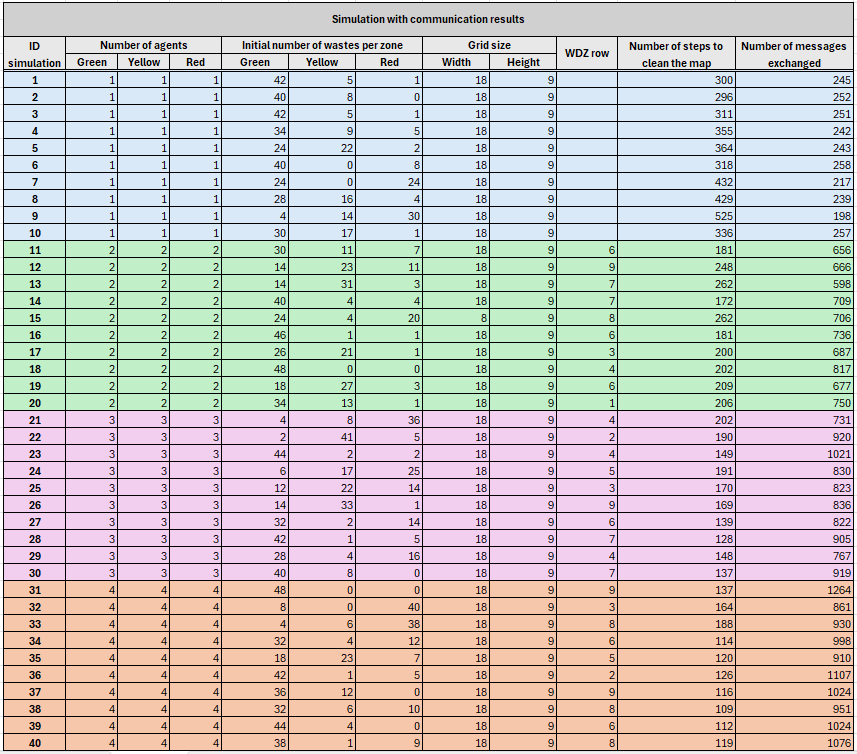 Simulation with communication results
ID simulation Number of agents Initial number of wastes per zone Grid size WDZ row Number of steps to clean the map Number of messages exchanged
Green Yellow Red Green Yellow Red Width Height
1 1 1 1 42 5 1 18 9 300 245
2 1 1 1 40 8 0 18 9 296 252
3 1 1 1 42 5 1 18 9 311 251
4 1 1 1 34 9 5 18 9 355 242
5 1 1 1 24 22 2 18 9 364 243
6 1 1 1 40 0 8 18 9 318 258
7 1 1 1 24 0 24 18 9 432 217
8 1 1 1 28 16 4 18 9 429 239
9 1 1 1 4 14 30 18 9 525 198
10 1 1 1 30 17 1 18 9 336 257
11 2 2 2 30 11 7 18 9 6 181 656
12 2 2 2 14 23 11 18 9 9 248 666
13 2 2 2 14 31 3 18 9 7 262 598
14 2 2 2 40 4 4 18 9 7 172 709
15 2 2 2 24 4 20 8 9 8 262 706
16 2 2 2 46 1 1 18 9 6 181 736
17 2 2 2 26 21 1 18 9 3 200 687
18 2 2 2 48 0 0 18 9 4 202 817
19 2 2 2 18 27 3 18 9 6 209 677
20 2 2 2 34 13 1 18 9 1 206 750
21 3 3 3 4 8 36 18 9 4 202 731
22 3 3 3 2 41 5 18 9 2 190 920
23 3 3 3 44 2 2 18 9 4 149 1021
24 3 3 3 6 17 25 18 9 5 191 830
25 3 3 3 12 22 14 18 9 3 170 823
26 3 3 3 14 33 1 18 9 9 169 836
27 3 3 3 32 2 14 18 9 6 139 822
28 3 3 3 42 1 5 18 9 7 128 905
29 3 3 3 28 4 16 18 9 4 148 767
30 3 3 3 40 8 0 18 9 7 137 919
31 4 4 4 48 0 0 18 9 9 137 1264
32 4 4 4 8 0 40 18 9 3 164 861
33 4 4 4 4 6 38 18 9 8 188 930
34 4 4 4 32 4 12 18 9 6 114 998
35 4 4 4 18 23 7 18 9 5 120 910
36 4 4 4 42 1 5 18 9 2 126 1107
37 4 4 4 36 12 0 18 9 9 116 1024
38 4 4 4 32 6 10 18 9 8 109 951
39 4 4 4 44 4 0 18 9 6 112 1024
40 4 4 4 38 1 9 18 9 8 119 1076